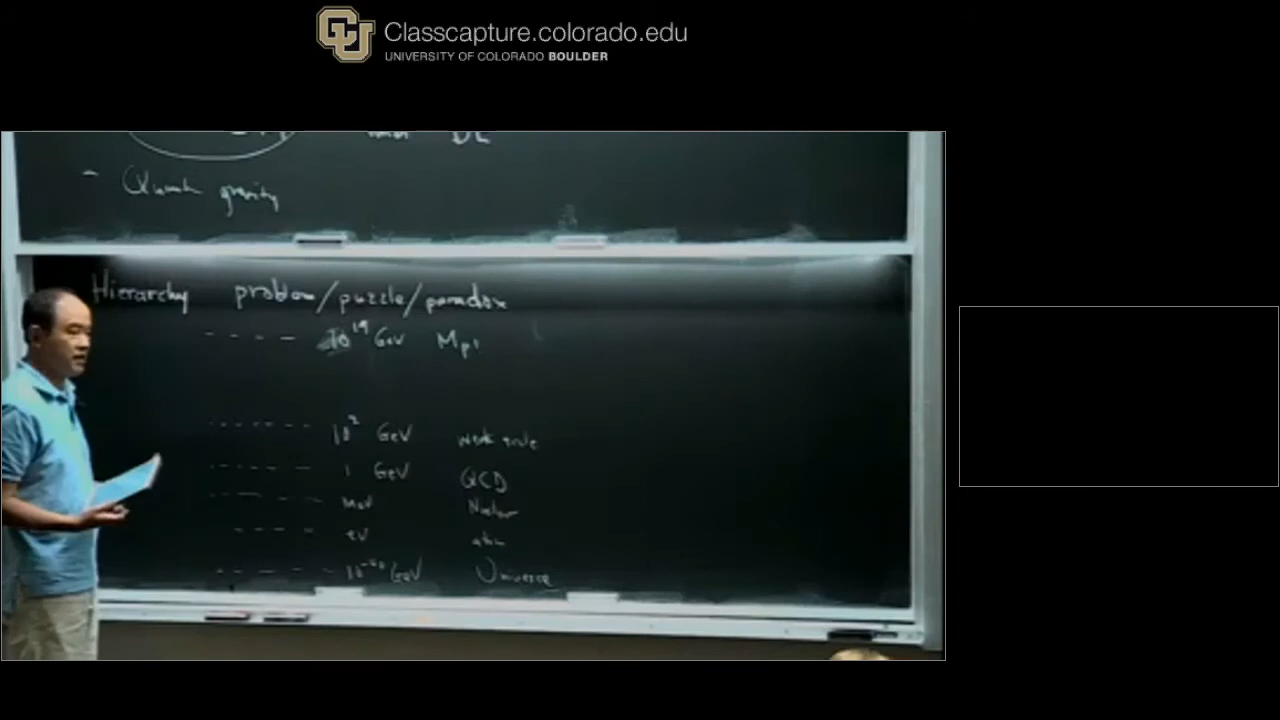 CU Classcapture.colorado.edu
UNIVERSITY OF COLORADO BOULDER
- Quantum gravity
Hierarchy problem/puzzle/paradox
10^19 GeV Mpl
10^2 GeV weak scale
1 GeV QCD
MeV Nuclear
eV
GeV Universe